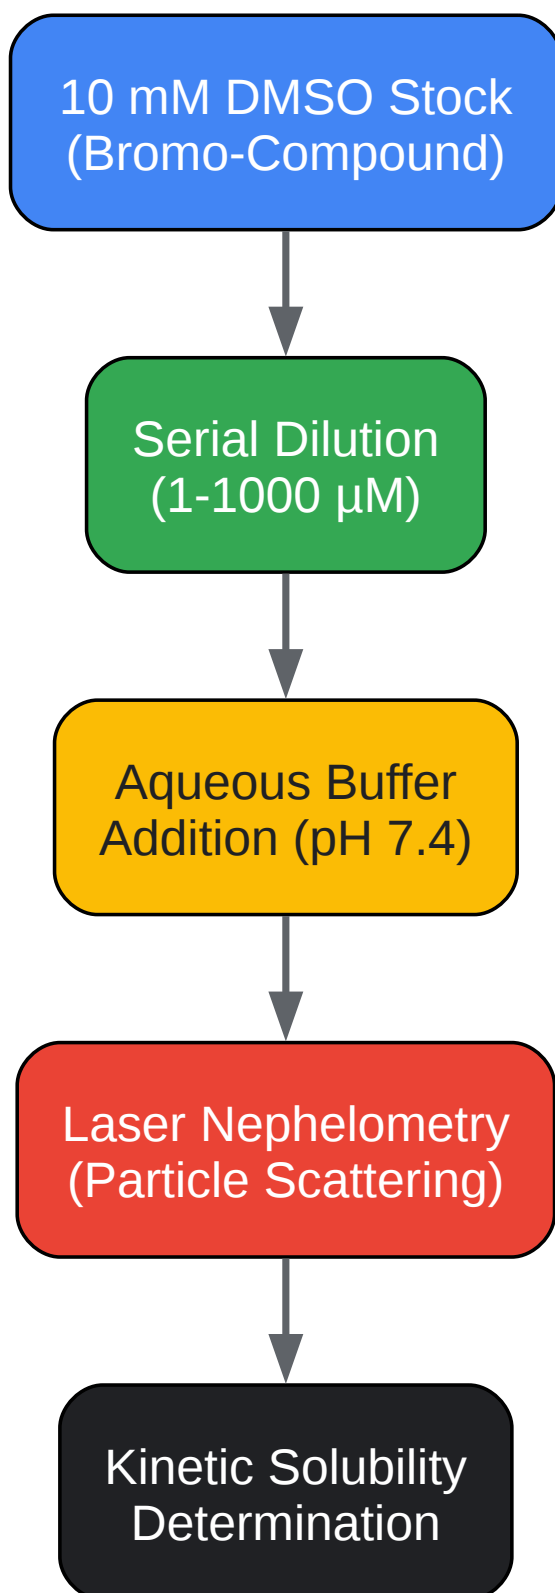 10 mM DMSO Stock
(Bromo-Compound)
Serial Dilution
(1-1000 µM)
Aqueous Buffer
Addition (pH 7.4)
Laser Nephelometry
(Particle Scattering)
Kinetic Solubility
Determination